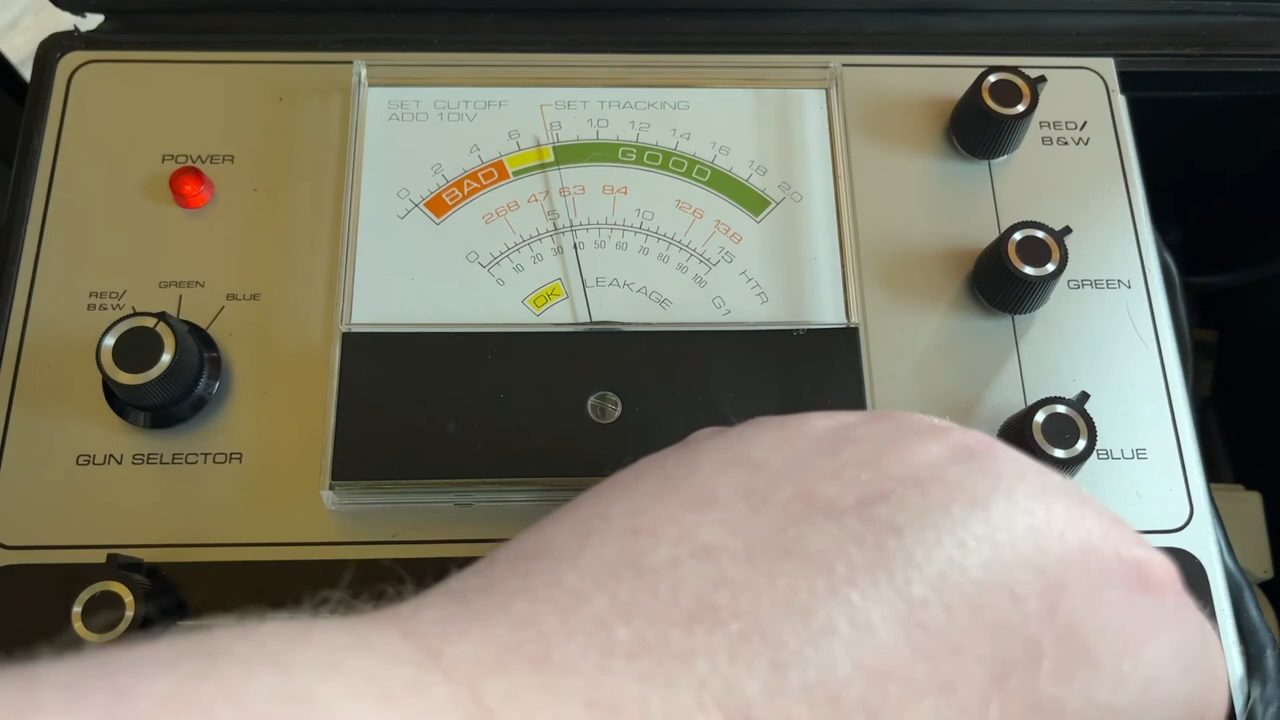 SET CUTOFF
ADD 1DIV
SET TRACKING
0 2 4 6 8 1.0 1.2 1.4 1.6 1.8 2.0
BAD GOOD
2.68 4.7 6.3 8.4 12.6 13.8
0 5 10 15 HTR
0 10 20 30 40 50 60 70 80 90 100 G1
OK LEAKAGE
POWER
RED/
B&W
GREEN
BLUE
GUN SELECTOR
RED/
B&W
GREEN
BLUE